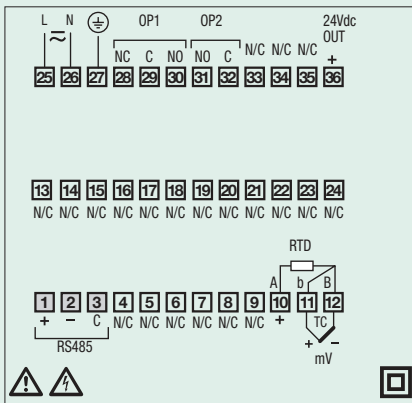 L N OP1 OP2 24Vdc
OUT
NC C NO NO C N/C N/C N/C +
25 26 27 28 29 30 31 32 33 34 35 36
13 14 15 16 17 18 19 20 21 22 23 24
N/C N/C N/C N/C N/C N/C N/C N/C N/C N/C N/C N/C
RTD
A b B
1 2 3 4 5 6 7 8 9 10 11 12
+ − C N/C N/C N/C N/C N/C N/C + TC
RS485 + −
mV